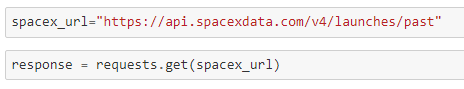 spacex_url="https://api.spacexdata.com/v4/launches/past"
response = requests.get(spacex_url)